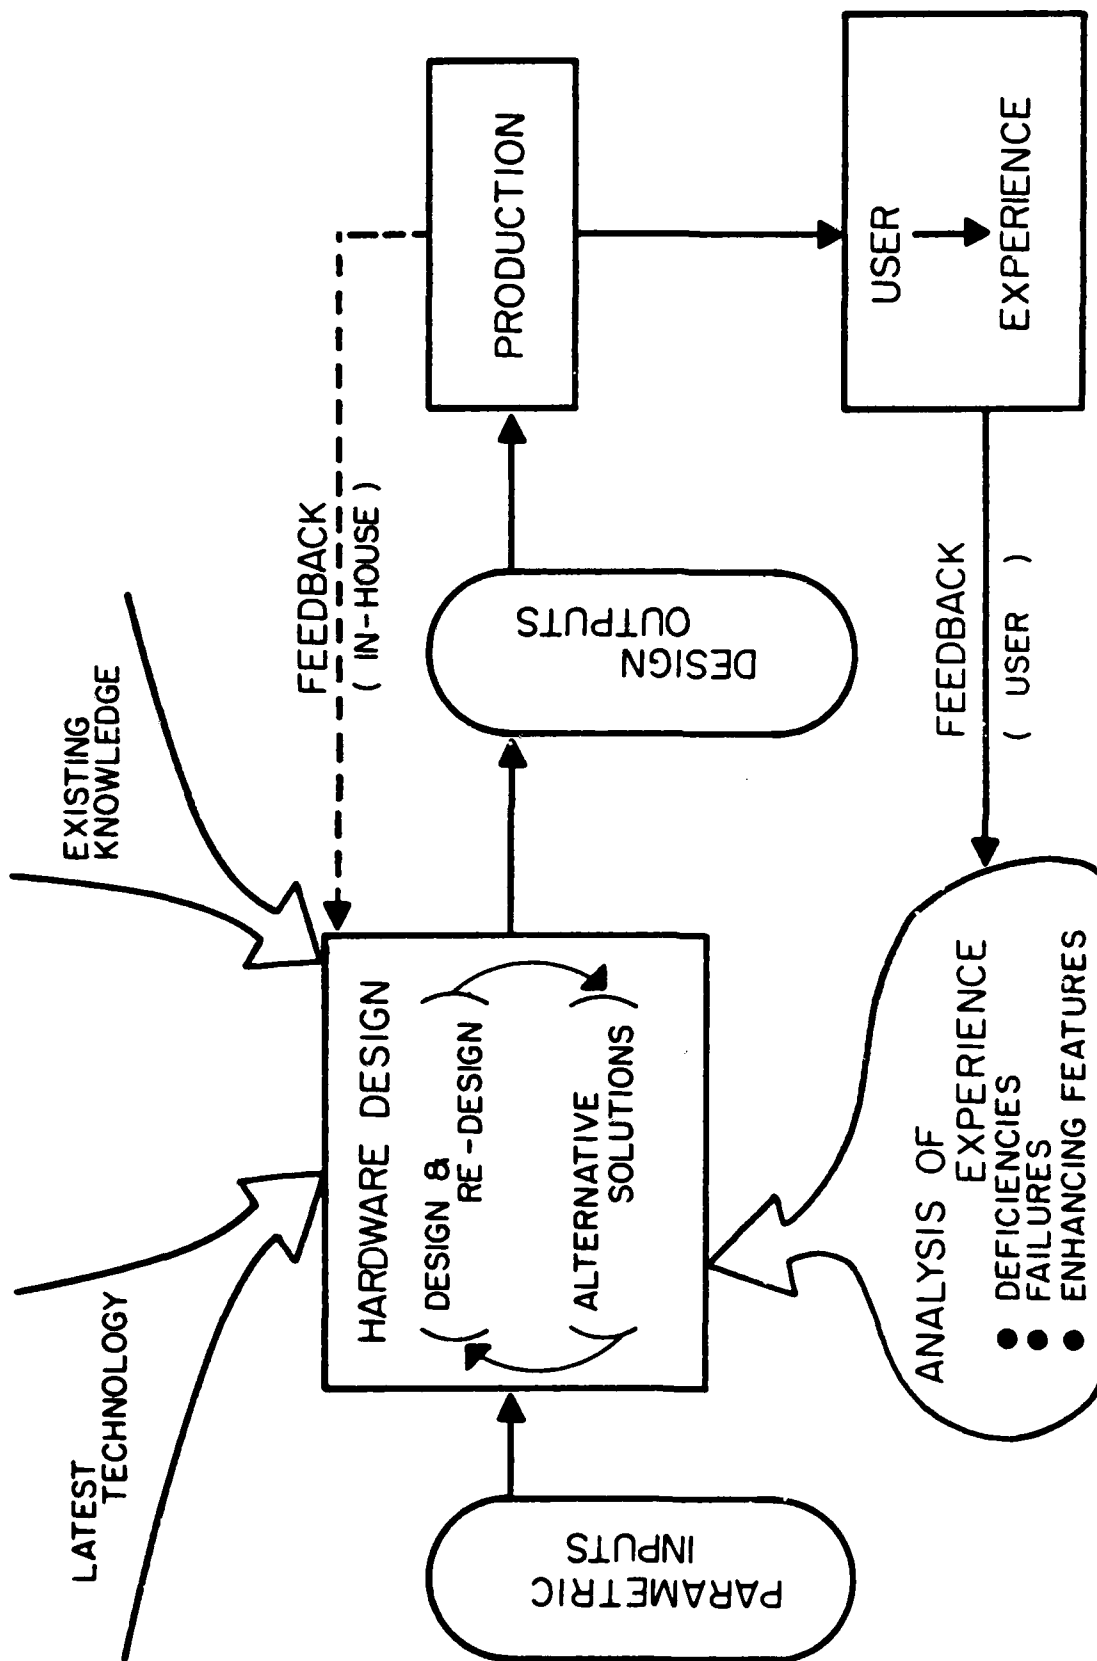 LATEST
TECHNOLOGY
EXISTING
KNOWLEDGE
FEEDBACK
( IN-HOUSE )
PARAMETRIC
INPUTS
HARDWARE DESIGN
DESIGN &
RE-DESIGN
ALTERNATIVE
SOLUTIONS
DESIGN
OUTPUTS
PRODUCTION
USER
EXPERIENCE
FEEDBACK
( USER )
ANALYSIS OF
EXPERIENCE
● DEFICIENCIES
● FAILURES
● ENHANCING FEATURES